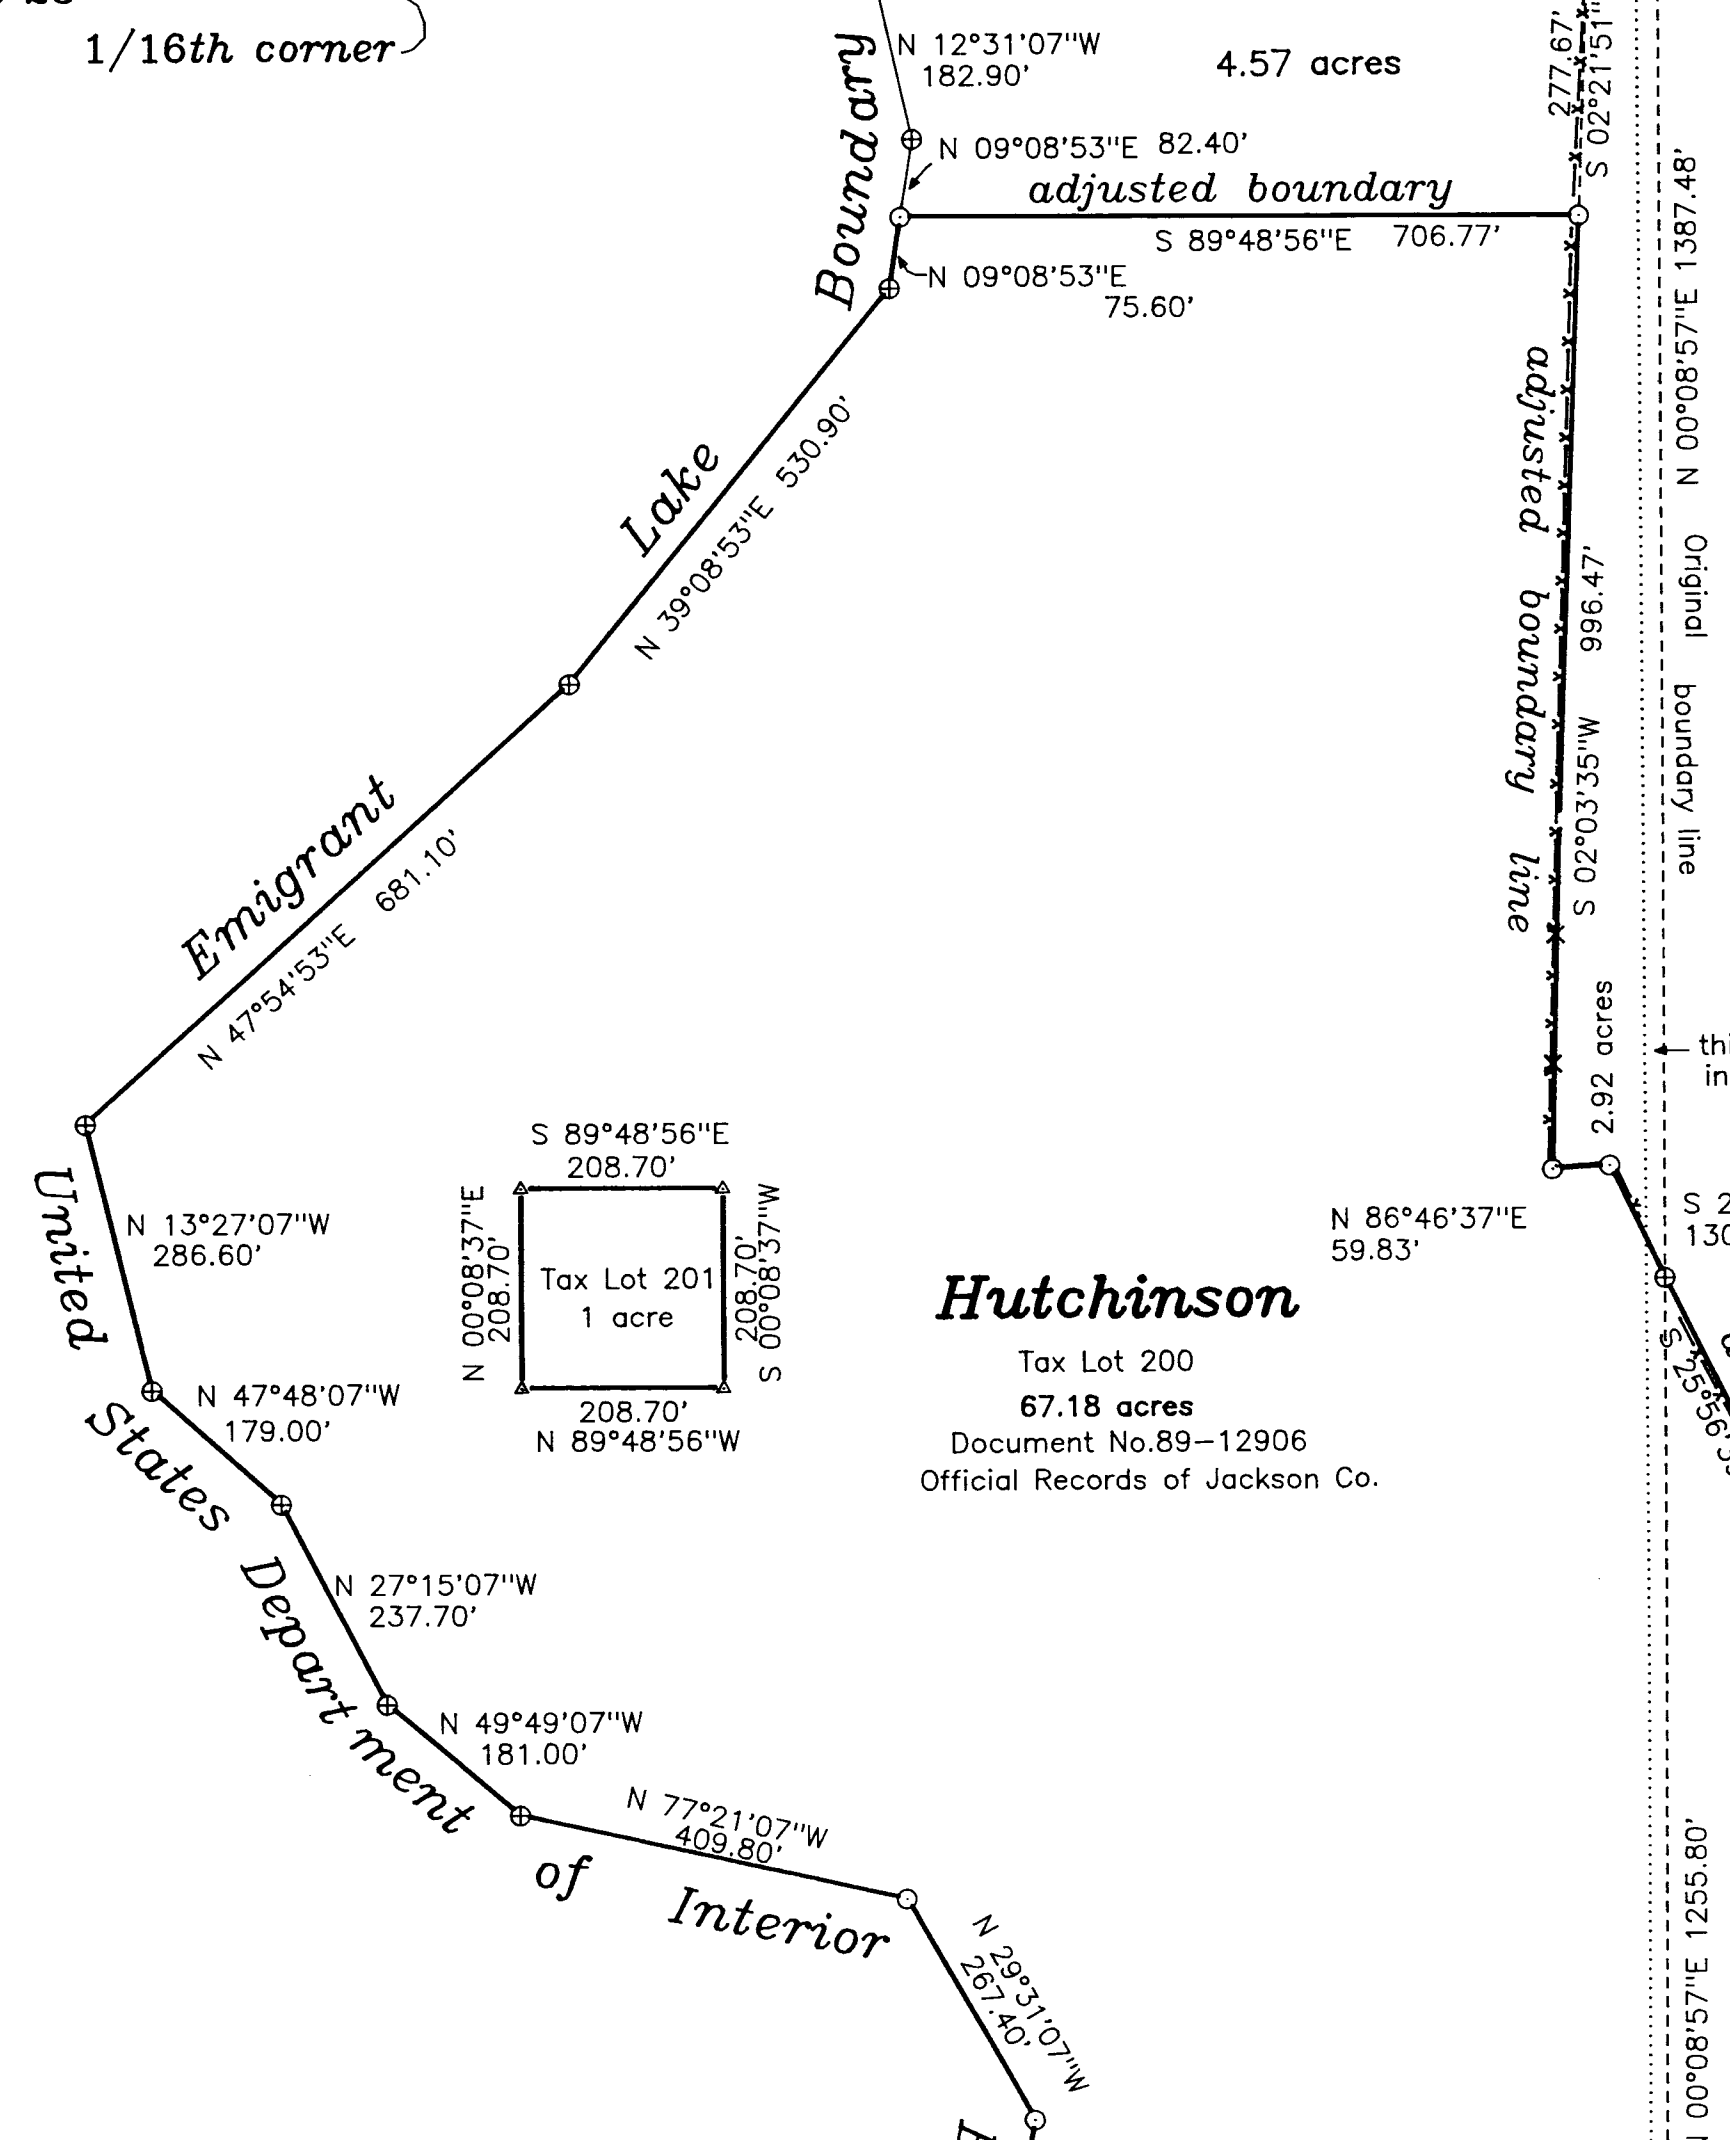 1/16th corner
N 12°31'07"W
182.90'
4.57 acres
277.67'
S 02°21'51"
N 09°08'53"E 82.40'
adjusted boundary
S 89°48'56"E 706.77'
N 09°08'53"E
75.60'
Boundary
Lake
N 39°08'53"E 530.90'
Emigrant
N 47°54'53"E 681.10'
adjusted boundary line
S 02°03'35"W 996.47'
N 00°08'57"E 1387.48'
Original boundary line
2.92 acres
S 89°48'56"E
208.70'
N 00°08'37"E
208.70'
Tax Lot 201
1 acre
208.70'
S 00°08'37"W
208.70'
N 89°48'56"W
N 86°46'37"E
59.83'
S 2
130
S 25°56'
Hutchinson
Tax Lot 200
67.18 acres
Document No.89-12906
Official Records of Jackson Co.
United
N 13°27'07"W
286.60'
N 47°48'07"W
179.00'
States
N 27°15'07"W
237.70'
Department
N 49°49'07"W
181.00'
N 77°21'07"W
409.80'
of Interior
N 29°31'07"W
267.40'
00°08'57"E 1255.80'